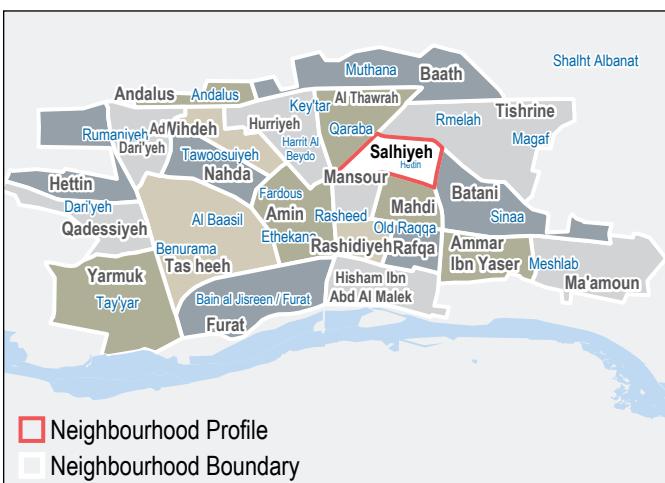 Shalht Albanat
Muthana
Baath
Andalus
Andalus
Key'tar
Al Thawrah
Tishrine
Rmelah
Hurriyeh
Qaraba
Rumaniyeh
Wihdeh
Magaf
Dari'yeh
Harrit Al
Beydo
Salhiyeh
Hettin
Tawoosuiyeh
Nahda
Mansour
Hettin
Fardous
Batani
Dari'yeh
Al Baasil
Amin
Rasheed
Mahdi
Sinaa
Qadessiyeh
Old Raqqa
Ethekana
Benurama
Rashidiyeh
Rafqa
Ammar
Ibn Yaser
Tas heeh
Meshlab
Yarmuk
Hisham Ibn
Abd Al Malek
Ma'amoun
Tay'yar
Bain al Jisreen / Furat
Furat
Neighbourhood Profile
Neighbourhood Boundary